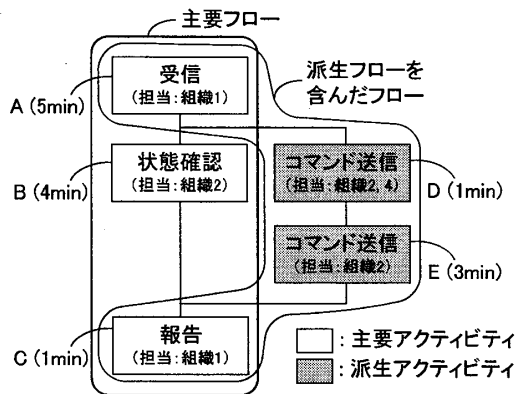 主要フロー
受信
(担当:組織1)
派生フローを
含んだフロー
A (5min)
状態確認
(担当:組織2)
コマンド送信
(担当:組織2, 4)
B (4min)
D (1min)
コマンド送信
(担当:組織2)
E (3min)
報告
(担当:組織1)
C (1min)
:主要アクティビティ
:派生アクティビティ